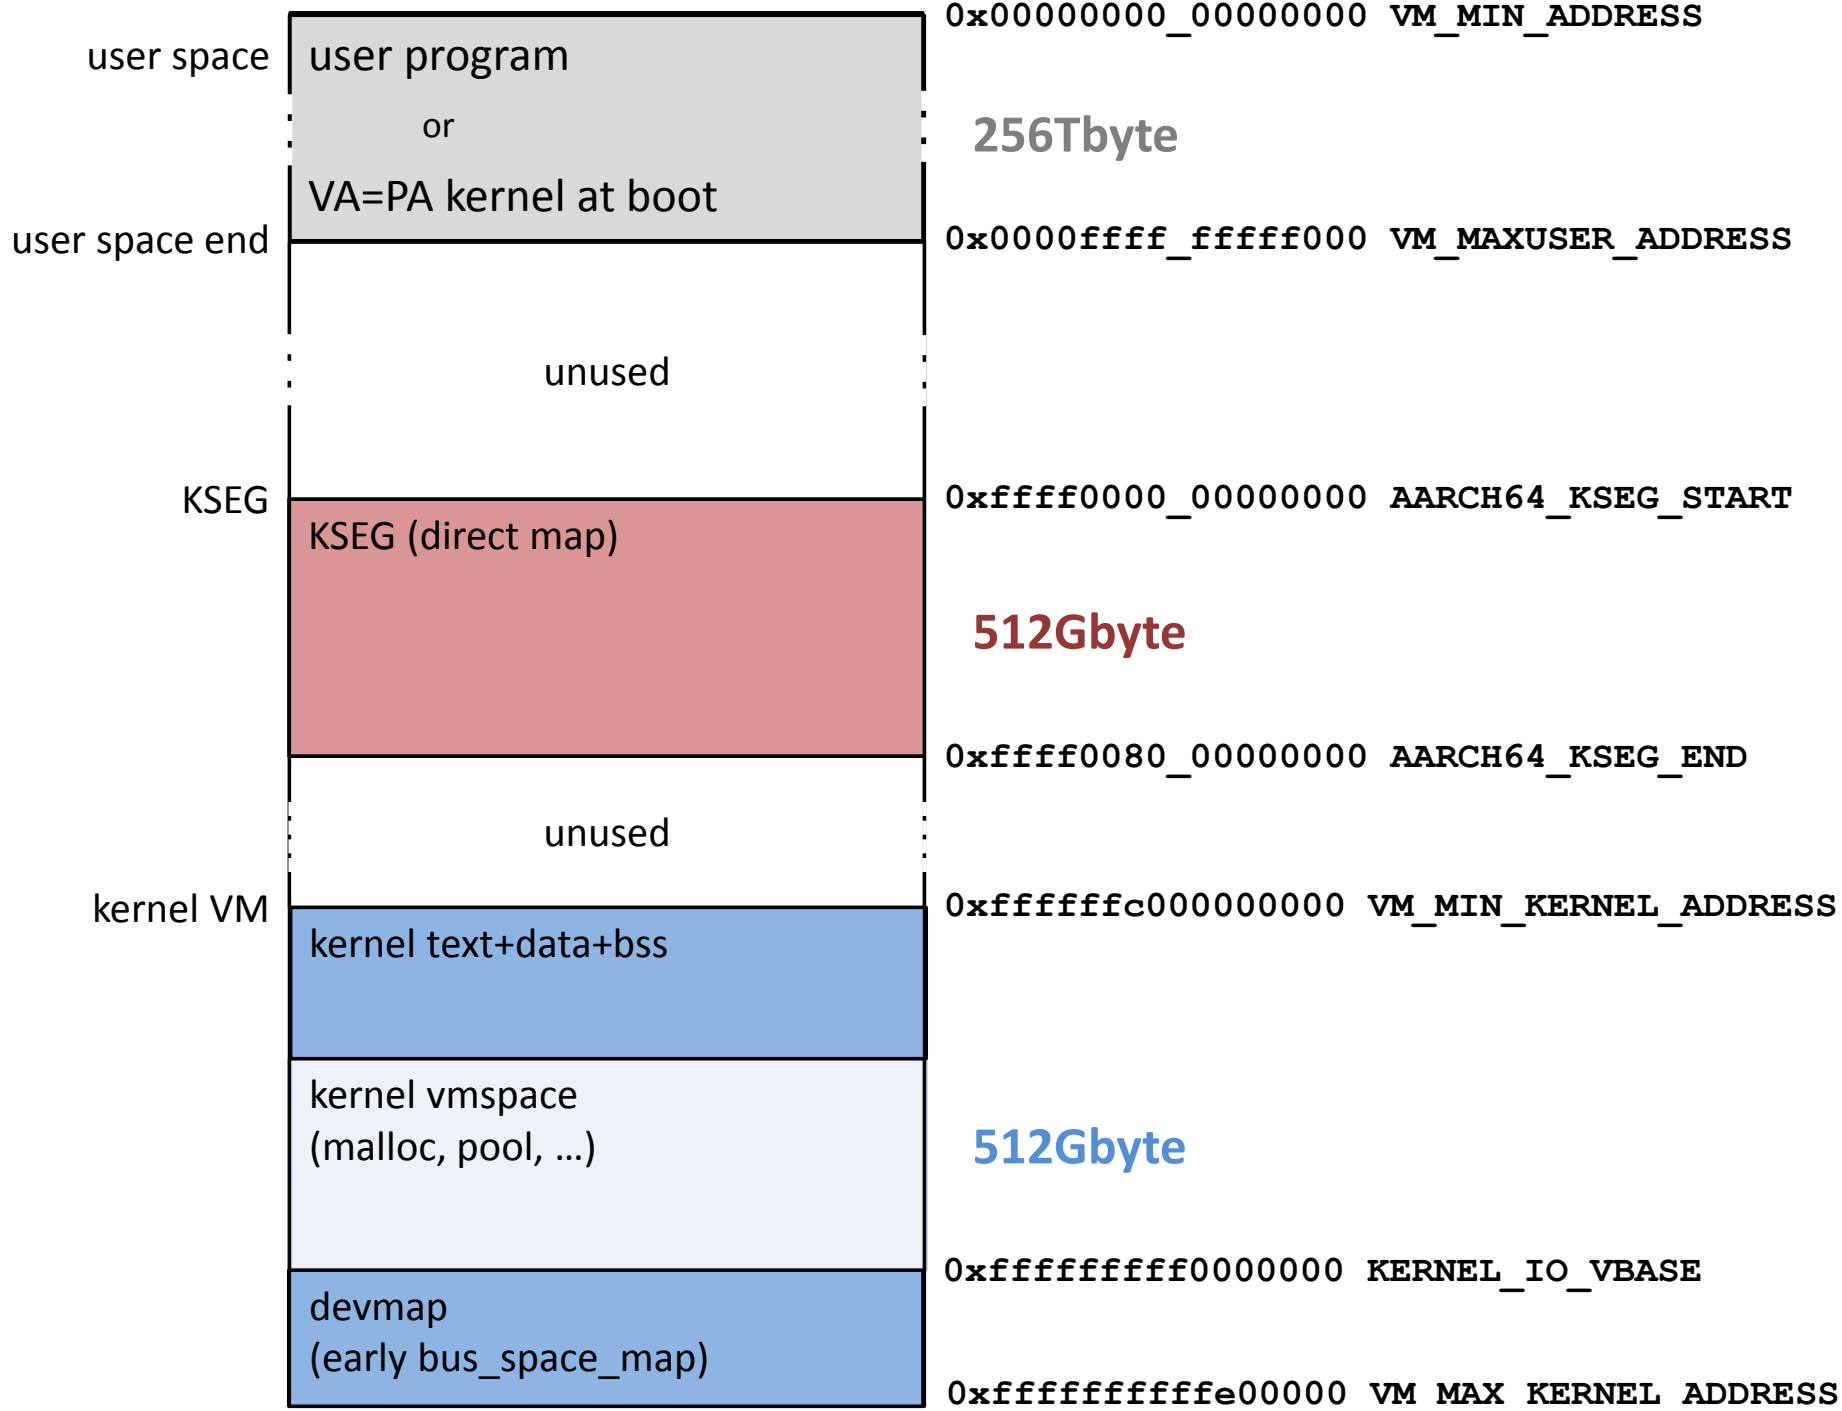 0x00000000_00000000 VM_MIN_ADDRESS
user space
user program
or
256Tbyte
VA=PA kernel at boot
user space end
0x0000ffff_fffff000 VM_MAXUSER_ADDRESS
unused
KSEG
0xffff0000_00000000 AARCH64_KSEG_START
KSEG (direct map)
512Gbyte
0xffff0080_00000000 AARCH64_KSEG_END
unused
kernel VM
0xffffffc000000000 VM_MIN_KERNEL_ADDRESS
kernel text+data+bss
kernel vmspace
(malloc, pool, …)
512Gbyte
0xfffffffff0000000 KERNEL_IO_VBASE
devmap
(early bus_space_map)
0xffffffffffe00000 VM_MAX_KERNEL_ADDRESS